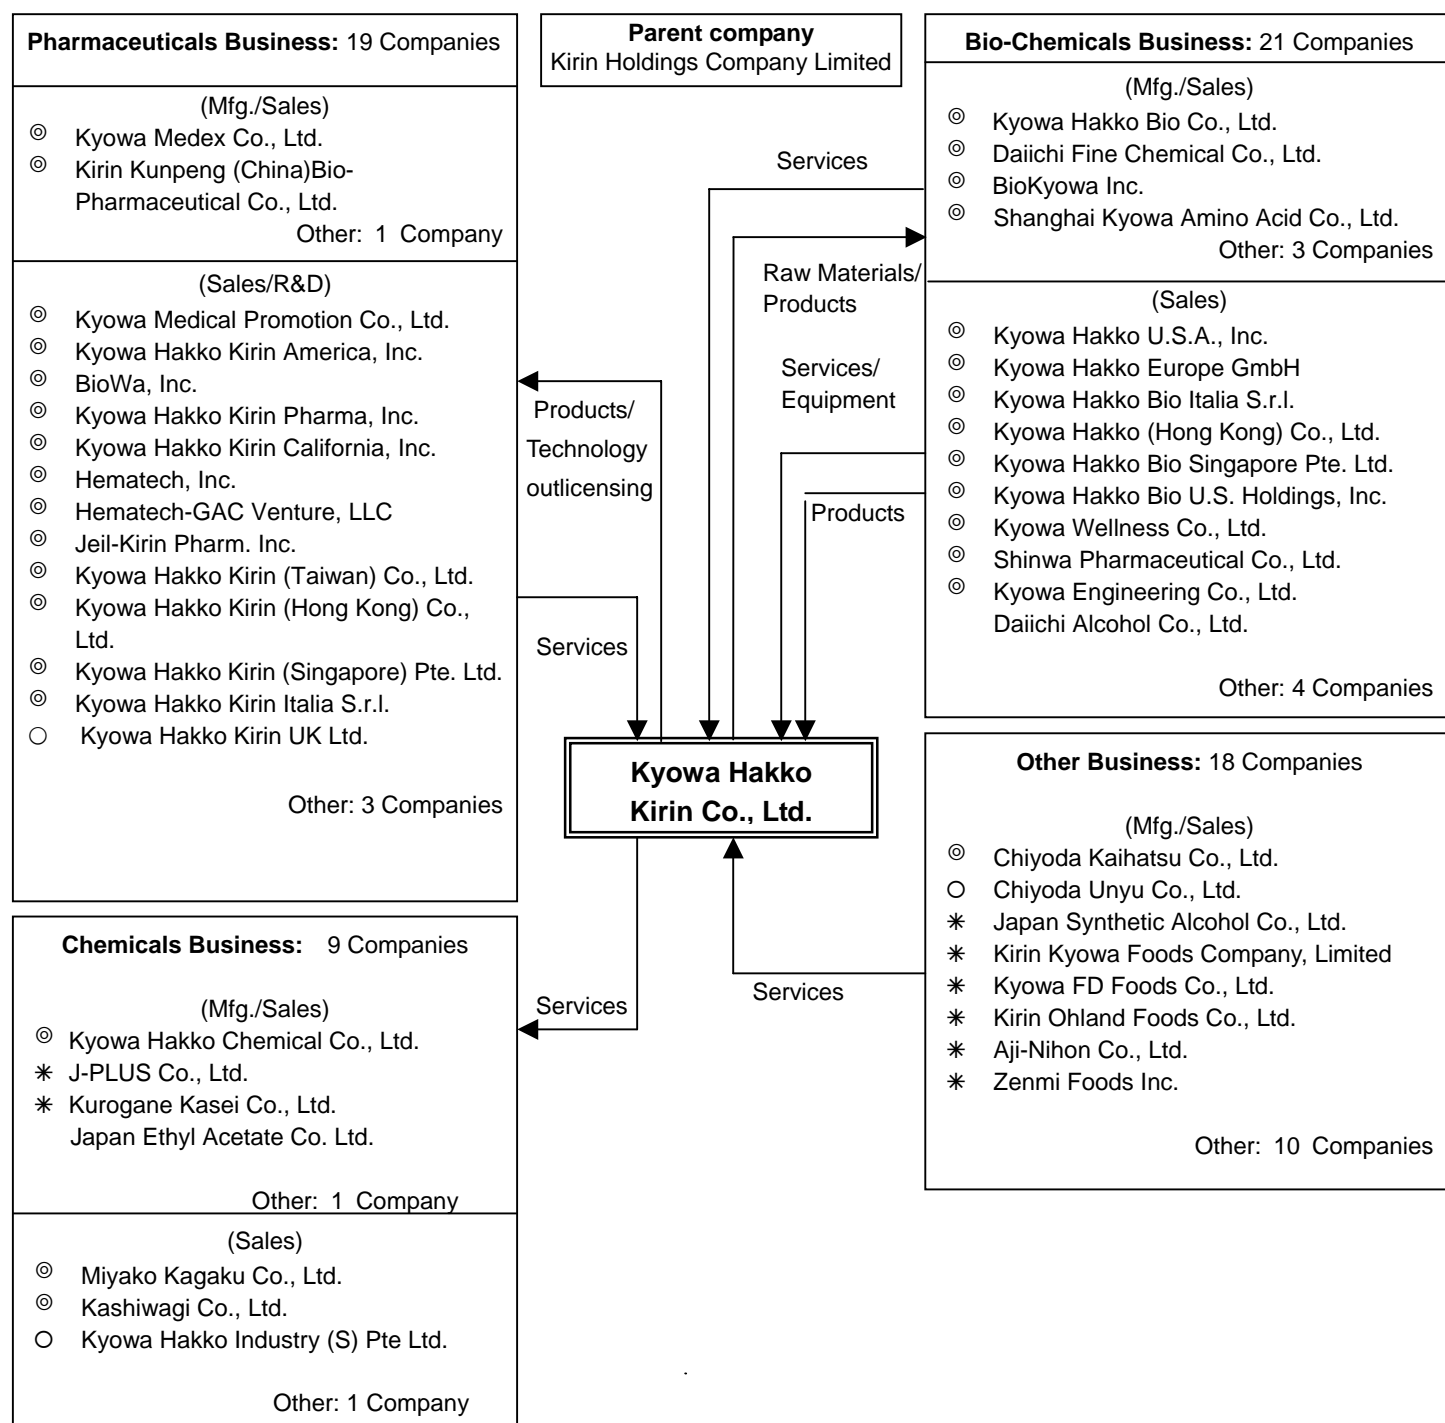 Pharmaceuticals Business: 19 Companies
(Mfg./Sales)
◎ Kyowa Medex Co., Ltd.
◎ Kirin Kunpeng (China)Bio-
Pharmaceutical Co., Ltd.
Other: 1 Company
(Sales/R&D)
◎ Kyowa Medical Promotion Co., Ltd.
◎ Kyowa Hakko Kirin America, Inc.
◎ BioWa, Inc.
◎ Kyowa Hakko Kirin Pharma, Inc.
◎ Kyowa Hakko Kirin California, Inc.
◎ Hematech, Inc.
◎ Hematech-GAC Venture, LLC
◎ Jeil-Kirin Pharm. Inc.
◎ Kyowa Hakko Kirin (Taiwan) Co., Ltd.
◎ Kyowa Hakko Kirin (Hong Kong) Co.,
Ltd.
◎ Kyowa Hakko Kirin (Singapore) Pte. Ltd.
◎ Kyowa Hakko Kirin Italia S.r.l.
○ Kyowa Hakko Kirin UK Ltd.
Other: 3 Companies
Chemicals Business: 9 Companies
(Mfg./Sales)
◎ Kyowa Hakko Chemical Co., Ltd.
✳ J-PLUS Co., Ltd.
✳ Kurogane Kasei Co., Ltd.
Japan Ethyl Acetate Co. Ltd.
Other: 1 Company
(Sales)
◎ Miyako Kagaku Co., Ltd.
◎ Kashiwagi Co., Ltd.
○ Kyowa Hakko Industry (S) Pte Ltd.
Other: 1 Company
Parent company
Kirin Holdings Company Limited
Services
Raw Materials/
Products
Services/
Equipment
Products
Products/
Technology
outlicensing
Services
Kyowa Hakko
Kirin Co., Ltd.
Services
Services
Bio-Chemicals Business: 21 Companies
(Mfg./Sales)
◎ Kyowa Hakko Bio Co., Ltd.
◎ Daiichi Fine Chemical Co., Ltd.
◎ BioKyowa Inc.
◎ Shanghai Kyowa Amino Acid Co., Ltd.
Other: 3 Companies
(Sales)
◎ Kyowa Hakko U.S.A., Inc.
◎ Kyowa Hakko Europe GmbH
◎ Kyowa Hakko Bio Italia S.r.l.
◎ Kyowa Hakko (Hong Kong) Co., Ltd.
◎ Kyowa Hakko Bio Singapore Pte. Ltd.
◎ Kyowa Hakko Bio U.S. Holdings, Inc.
◎ Kyowa Wellness Co., Ltd.
◎ Shinwa Pharmaceutical Co., Ltd.
◎ Kyowa Engineering Co., Ltd.
Daiichi Alcohol Co., Ltd.
Other: 4 Companies
Other Business: 18 Companies
(Mfg./Sales)
◎ Chiyoda Kaihatsu Co., Ltd.
○ Chiyoda Unyu Co., Ltd.
✳ Japan Synthetic Alcohol Co., Ltd.
✳ Kirin Kyowa Foods Company, Limited
✳ Kyowa FD Foods Co., Ltd.
✳ Kirin Ohland Foods Co., Ltd.
✳ Aji-Nihon Co., Ltd.
✳ Zenmi Foods Inc.
Other: 10 Companies